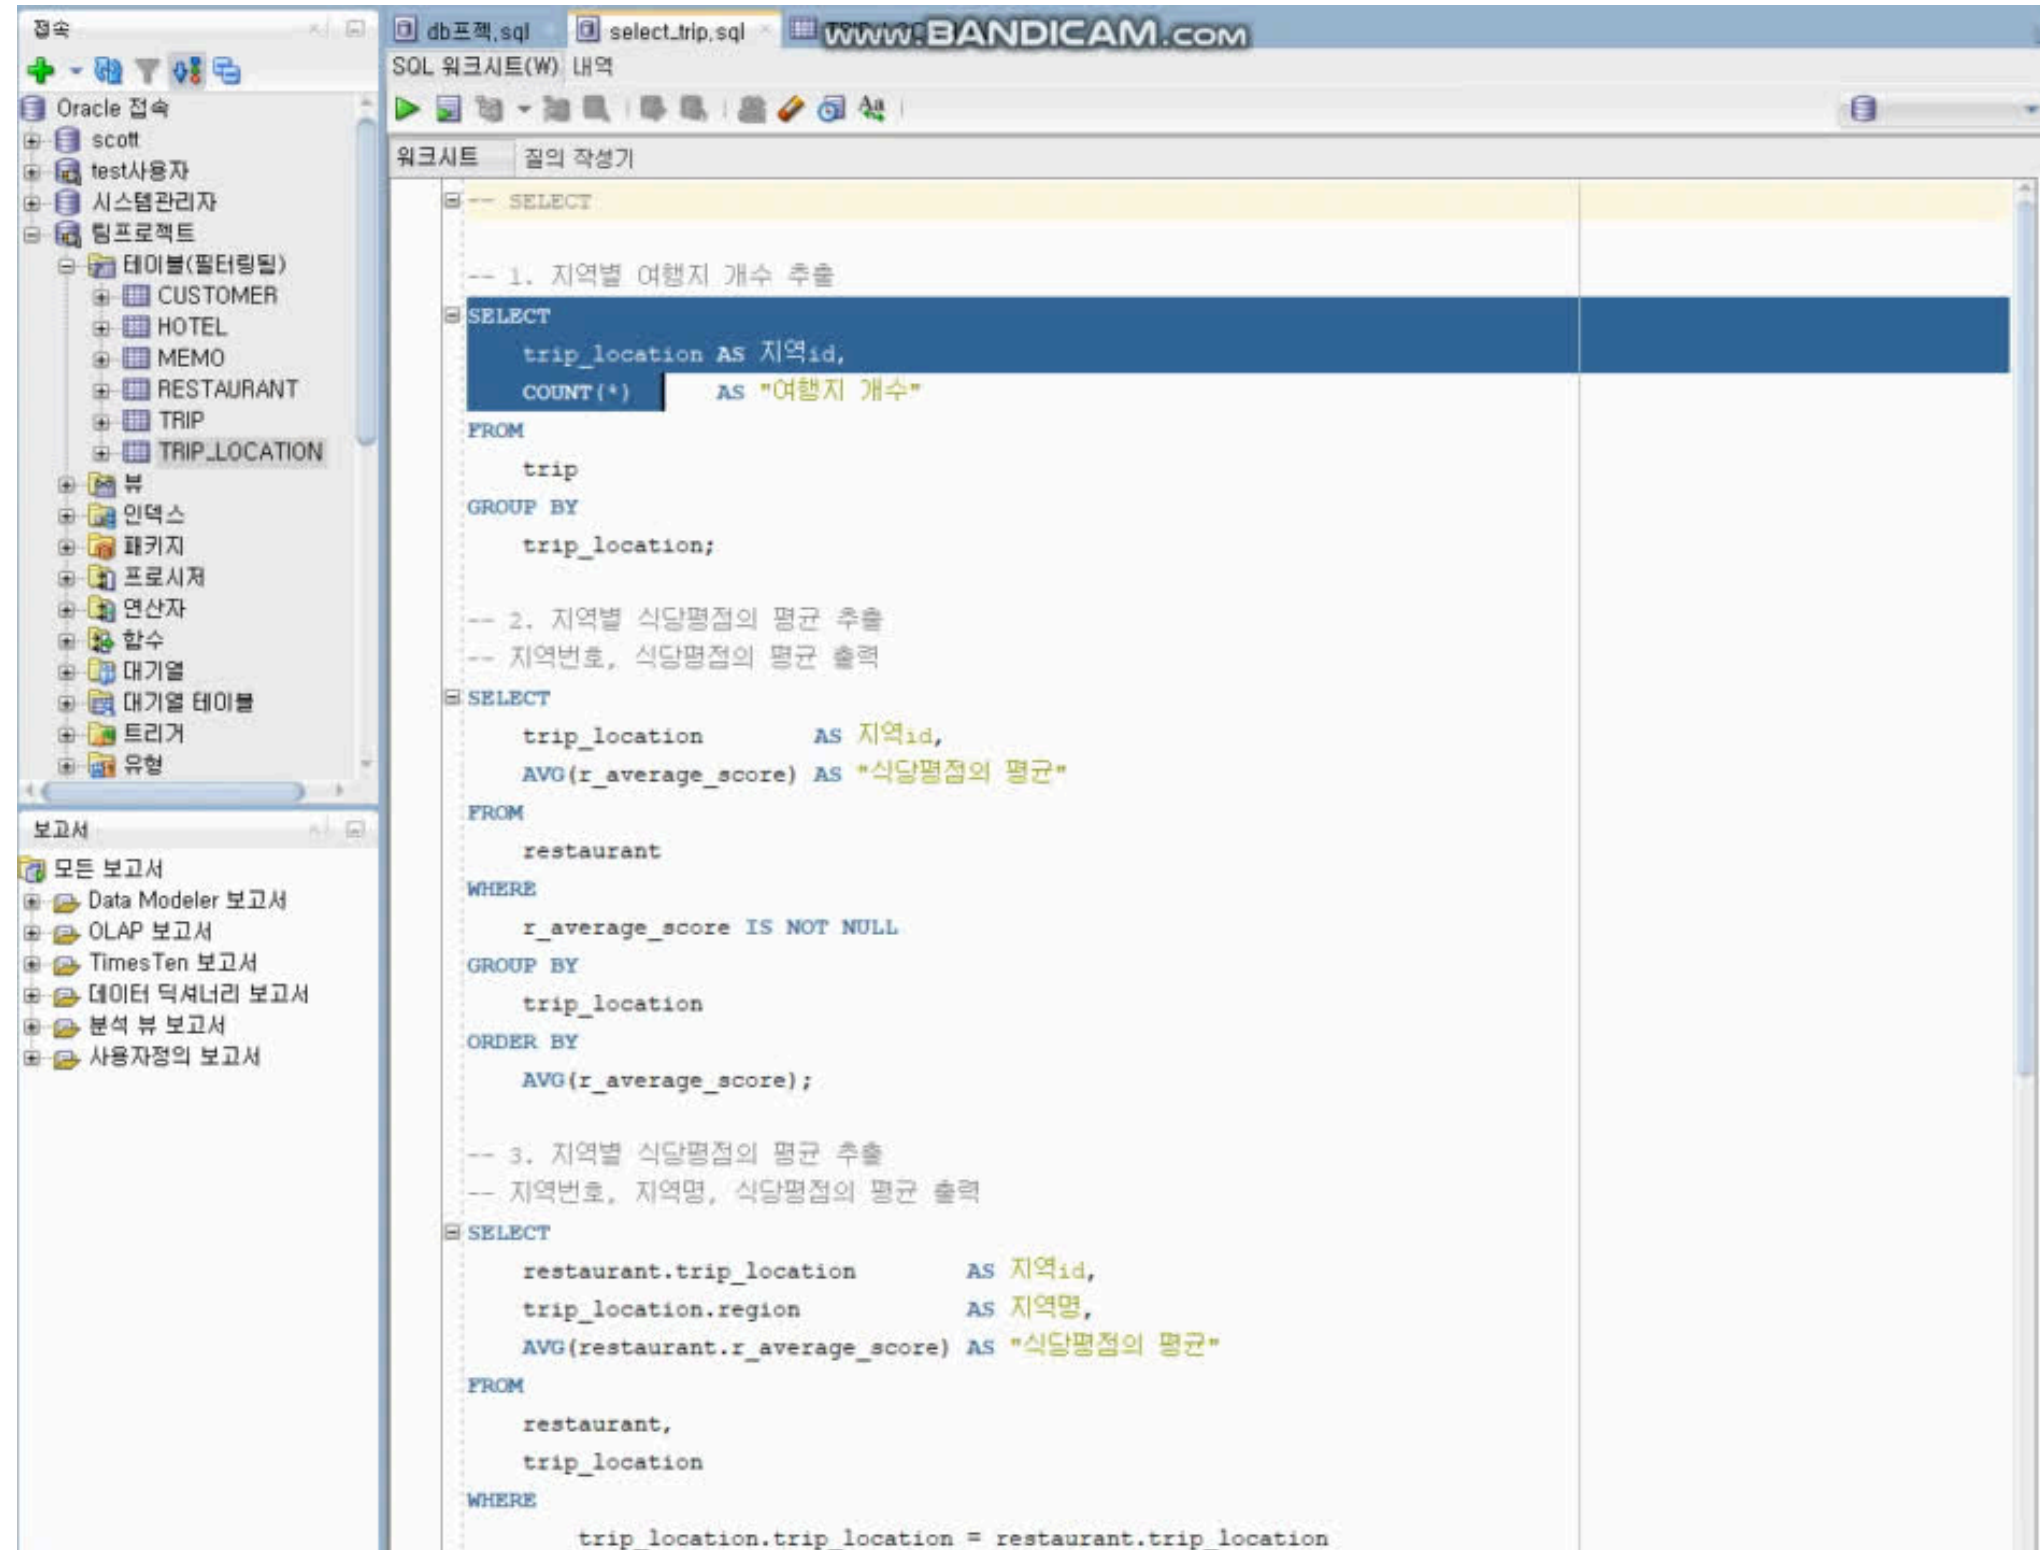 접속
Oracle 접속
scott
test사용자
시스템관리자
팀프로젝트
테이블(필터링됨)
CUSTOMER
HOTEL
MEMO
RESTAURANT
TRIP
TRIP_LOCATION
뷰
인덱스
패키지
프로시저
연산자
함수
대기열
대기열 테이블
트리거
유형
보고서
모든 보고서
Data Modeler 보고서
OLAP 보고서
TimesTen 보고서
데이터 딕셔너리 보고서
분석 뷰 보고서
사용자정의 보고서
db프젝.sql
select_trip.sql
www.BANDICAM.com
SQL 워크시트(W) 내역
워크시트 질의 작성기
-- SELECT
-- 1. 지역별 여행지 개수 추출
SELECT
trip_location AS 지역id,
COUNT(*) AS "여행지 개수"
FROM
trip
GROUP BY
trip_location;
-- 2. 지역별 식당평점의 평균 추출
-- 지역번호, 식당평점의 평균 출력
SELECT
trip_location AS 지역id,
AVG(r_average_score) AS "식당평점의 평균"
FROM
restaurant
WHERE
r_average_score IS NOT NULL
GROUP BY
trip_location
ORDER BY
AVG(r_average_score);
-- 3. 지역별 식당평점의 평균 추출
-- 지역번호, 지역명, 식당평점의 평균 출력
SELECT
restaurant.trip_location AS 지역id,
trip_location.region AS 지역명,
AVG(restaurant.r_average_score) AS "식당평점의 평균"
FROM
restaurant,
trip_location
WHERE
trip_location.trip_location = restaurant.trip_location